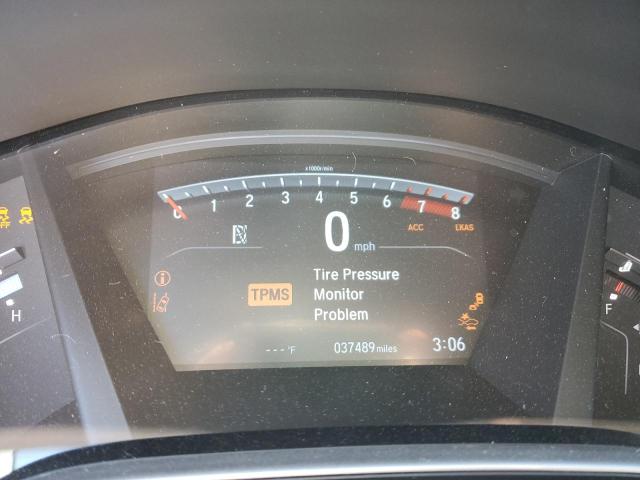 x1000r/min
0 1 2 3 4 5 6 7 8
ACC LKAS
0 mph
OFF
TPMS
Tire Pressure
Monitor
Problem
H
F
---°F 037489 miles 3:06